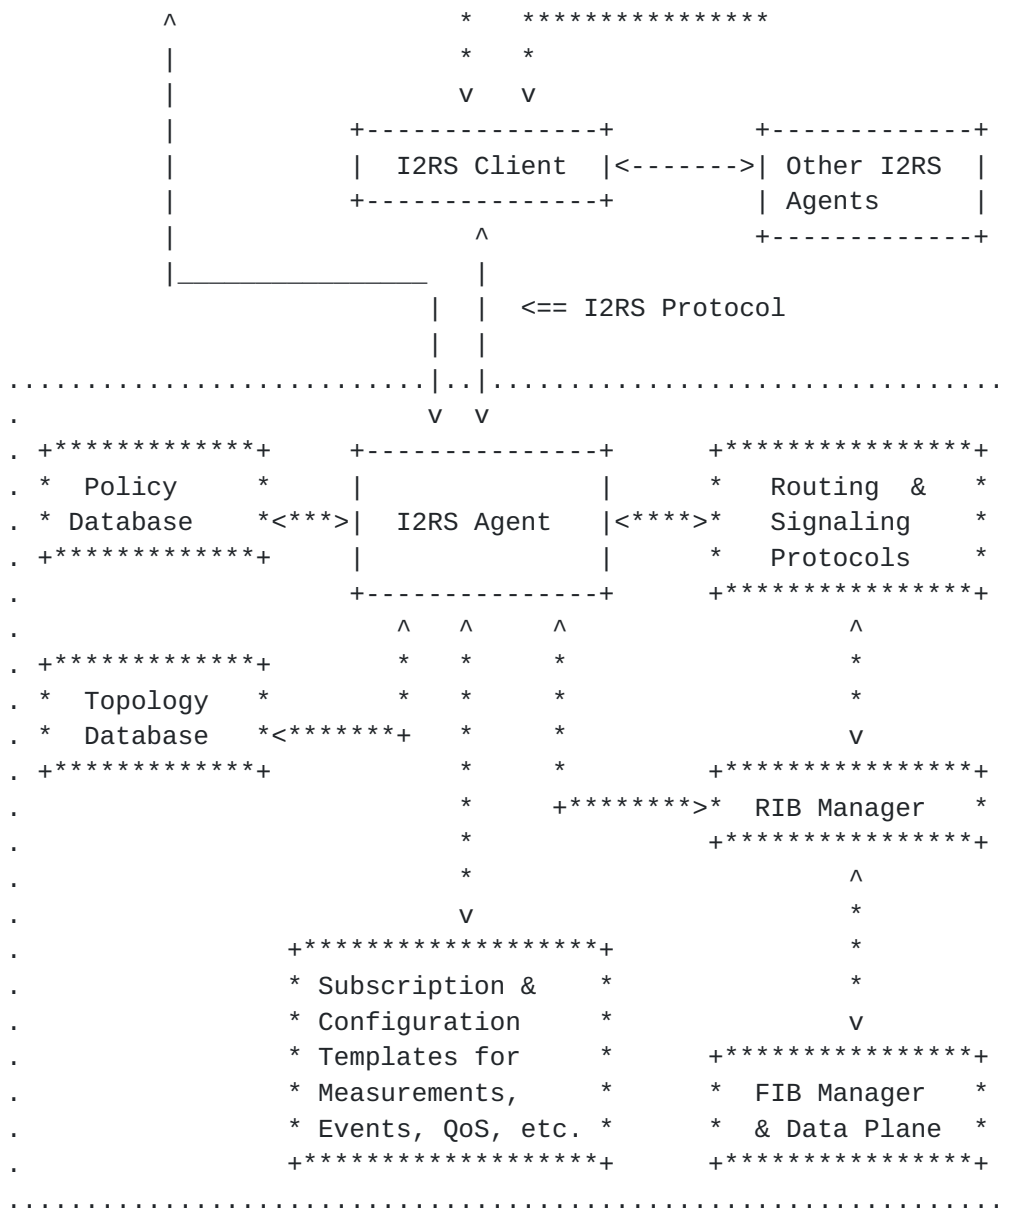 I2RS Client |<------->| Other I2RS
Agents
<== I2RS Protocol
Policy Routing &
Database *<***>| I2RS Agent |<****>* Signaling
Protocols
Topology
Database
RIB Manager
Subscription &
Configuration
Templates for
Measurements, FIB Manager
Events, QoS, etc. & Data Plane